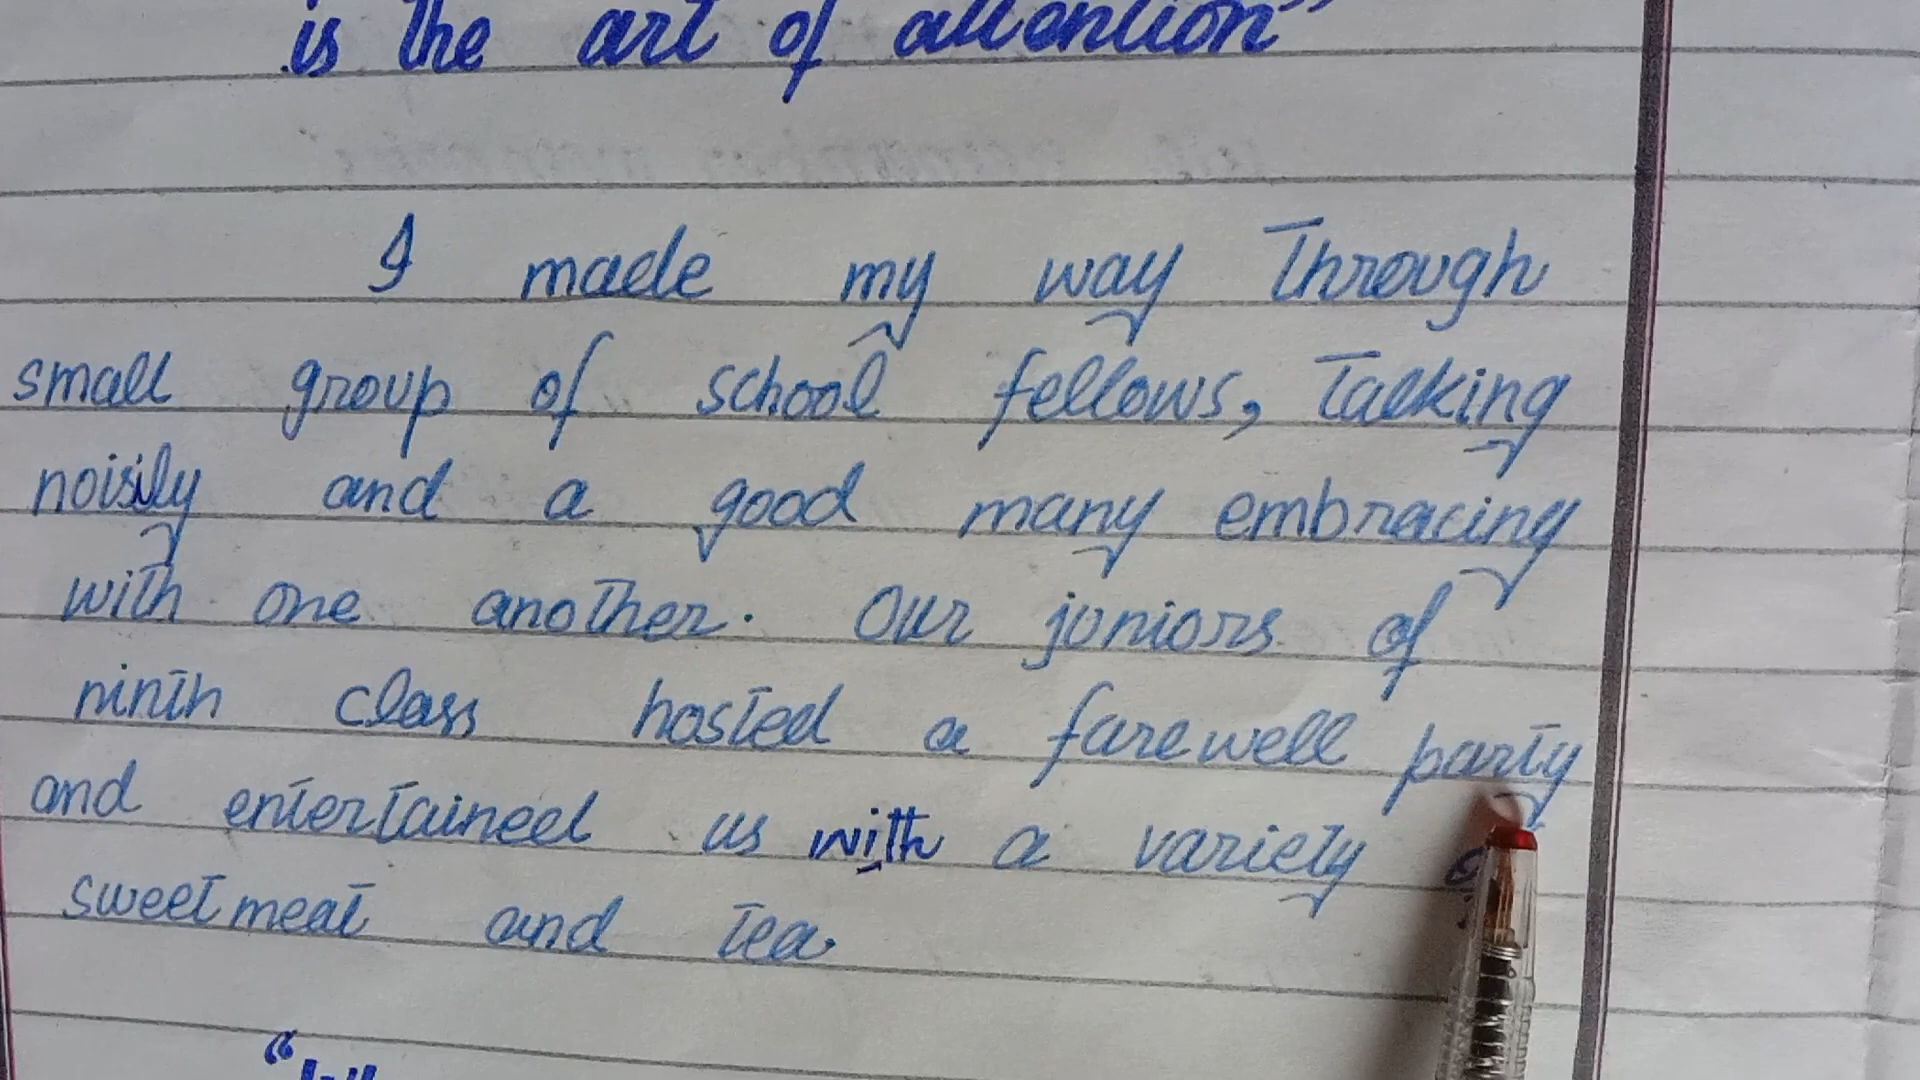 is the art of attention”
I made my way Through
small group of school fellows, Talking
noisily and a good many embracing
with one another. Our juniors of
ninth class hosted a farewell party
and entertained us with a variety
sweetmeat and tea.
“